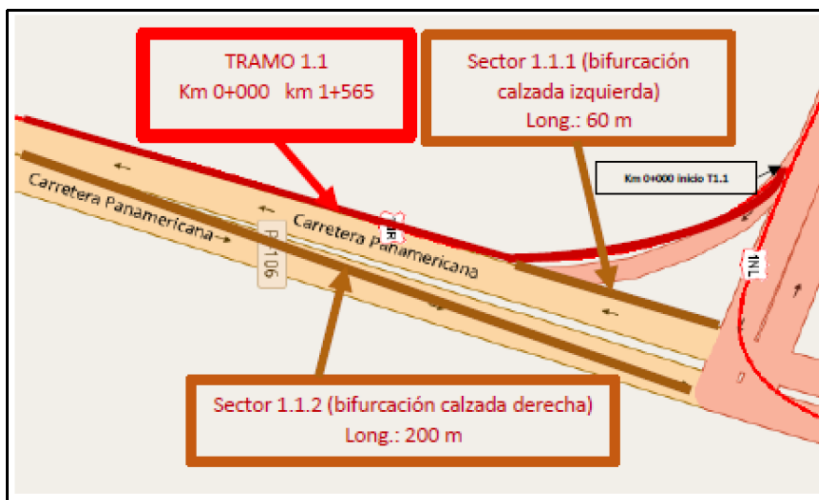 TRAMO 1.1
Km 0+000 km 1+565
Sector 1.1.1 (bifurcación
calzada izquierda)
Long.: 60 m
Km 0+000 inicio T1.1
Carretera Panamericana
Carretera Panamericana
1NL
Sector 1.1.2 (bifurcación calzada derecha)
Long.: 200 m